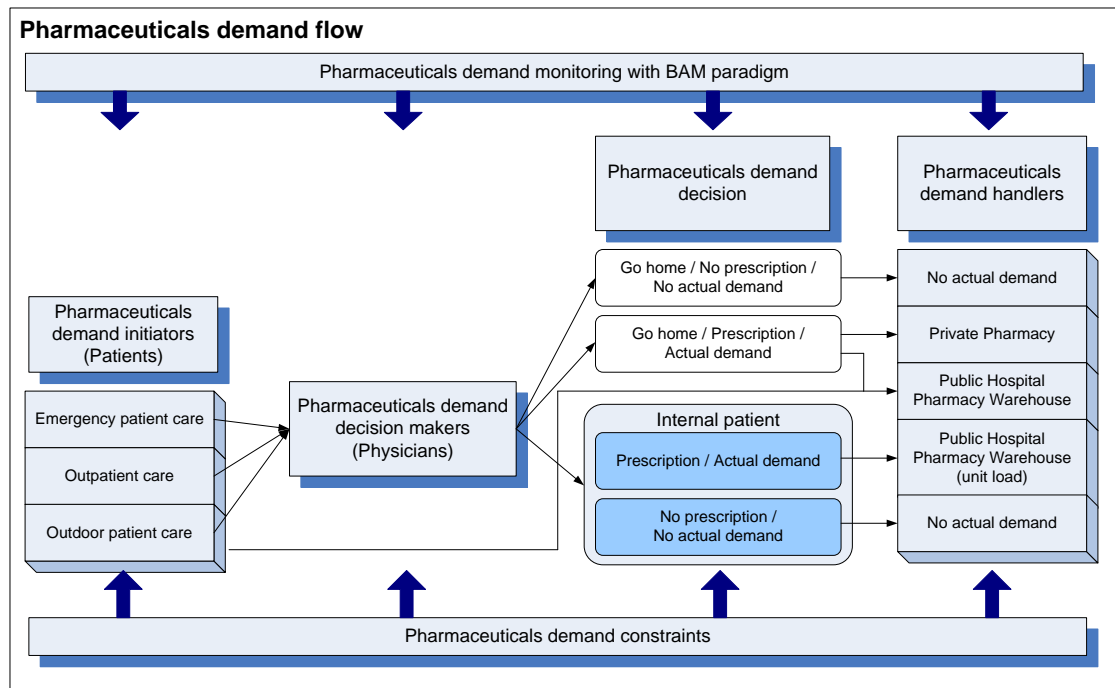 Pharmaceuticals demand flow
Pharmaceuticals demand monitoring with BAM paradigm
Pharmaceuticals demand
decision
Pharmaceuticals
demand handlers
Pharmaceuticals
demand initiators
(Patients)
Emergency patient care
Outpatient care
Outdoor patient care
Pharmaceuticals demand
decision makers
(Physicians)
Go home / No prescription /
No actual demand
Go home / Prescription /
Actual demand
Internal patient
Prescription / Actual demand
No prescription /
No actual demand
No actual demand
Private Pharmacy
Public Hospital
Pharmacy Warehouse
Public Hospital
Pharmacy Warehouse
(unit load)
No actual demand
Pharmaceuticals demand constraints